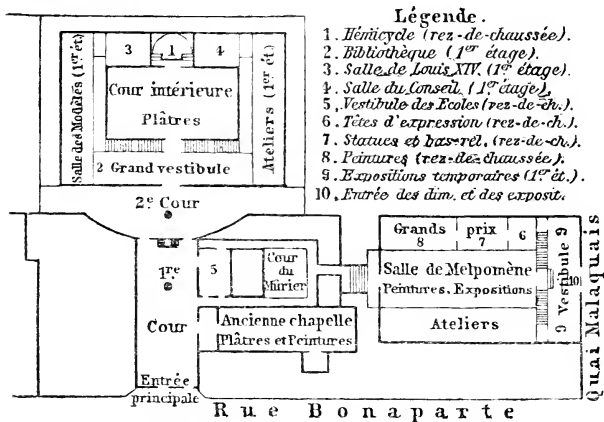 Légende.
1. Hémicycle (rez-de-chaussée).
2. Bibliothèque (1er étage).
3. Salle de Louis XIV. (1er étage).
4. Salle du Conseil. (1er étage).
5. Vestibule des Ecoles (rez-de-ch.).
6. Têtes d'expression (rez-de-ch.).
7. Statues et bas-rel. (rez-de-ch.).
8. Peintures (rez-de-chaussée).
9. Expositions temporaires (1er ét.).
10. Entrée des dim. et des exposit.
3 1 4
Cour intérieure
Plâtres
Salle des Modèles (1er ét)
Ateliers (1er ét)
2 Grand vestibule
2e Cour
1re
Cour
5
Cour
du
Mûrier
Ancienne chapelle
Plâtres et Peintures
Entrée
principale
Grands prix 6
8 7
Salle de Melpomène
Peintures. Expositions
Ateliers
9 Vestibule 9
10
Quai Malaquais
Rue Bonaparte